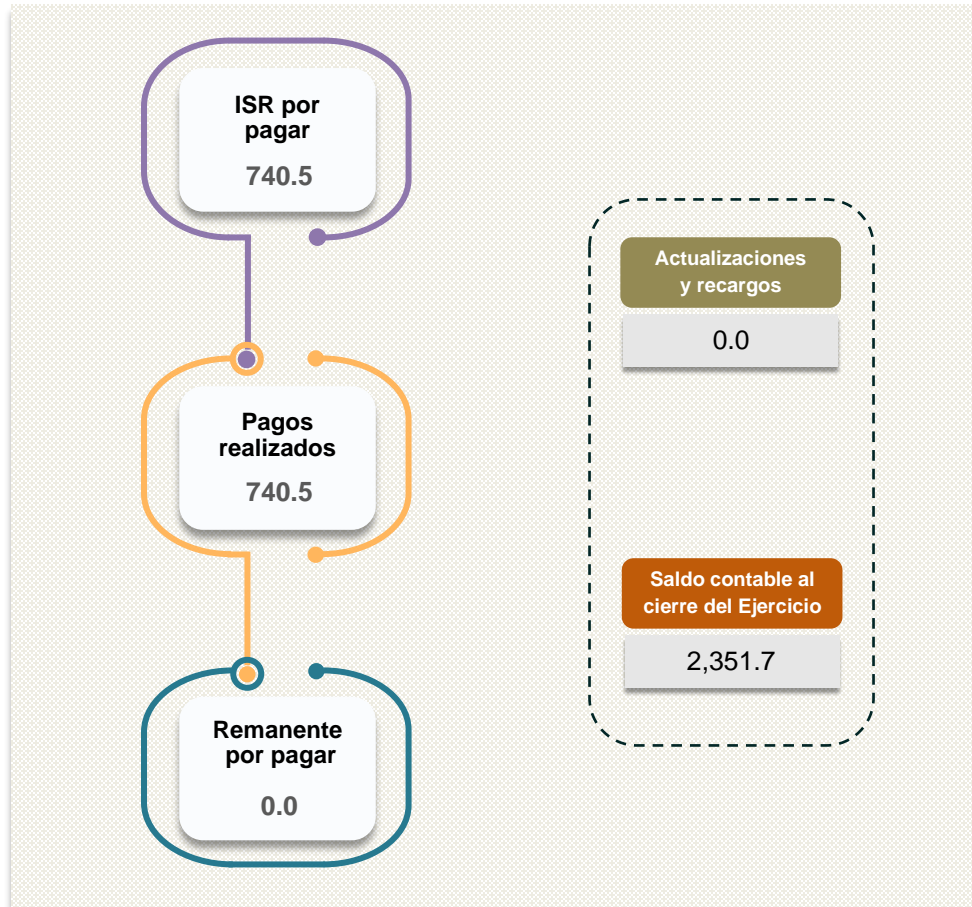 ISR por
pagar
740.5
Pagos
realizados
740.5
Remanente
por pagar
0.0
Actualizaciones
y recargos
0.0
Saldo contable al
cierre del Ejercicio
2,351.7